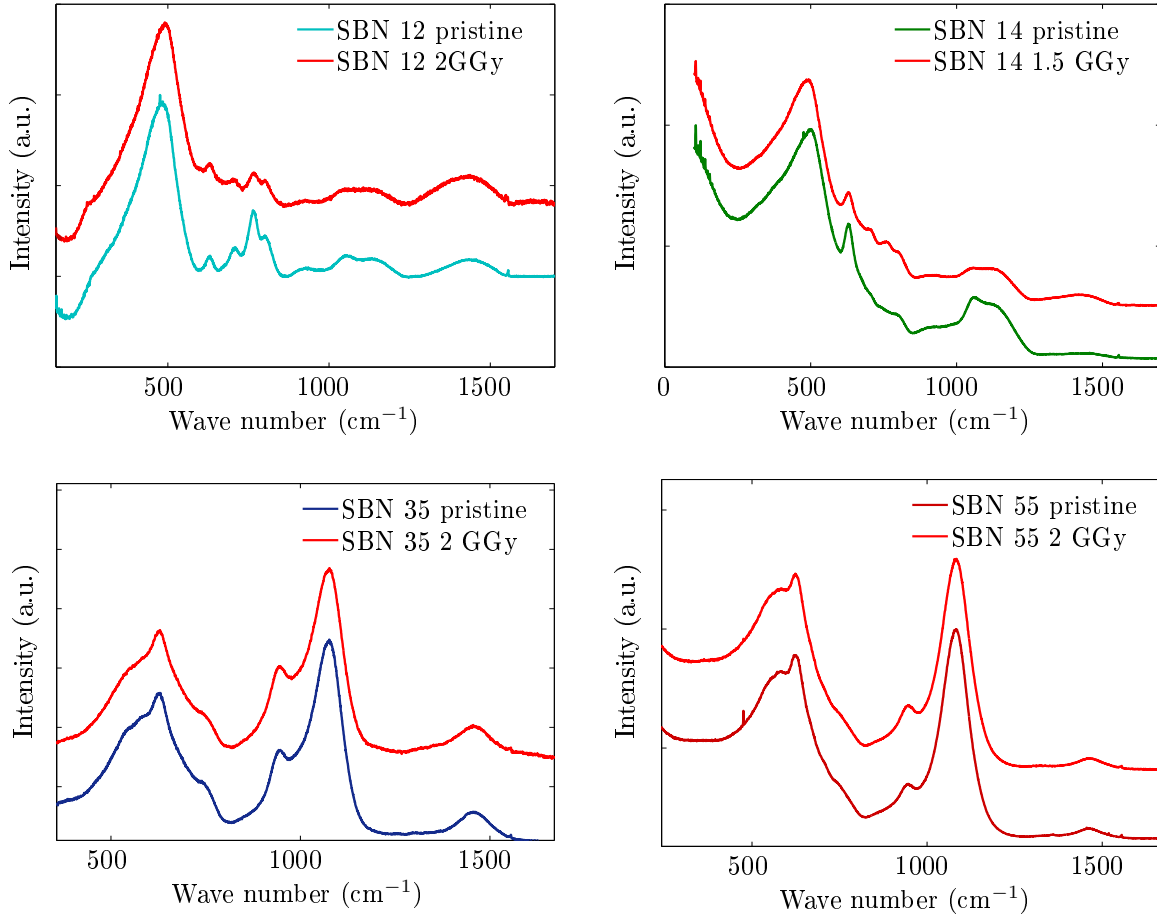 SBN 12 pristine
SBN 12 2GGy
Intensity (a.u.)
500 1000 1500
Wave number (cm⁻¹)
SBN 14 pristine
SBN 14 1.5 GGy
Intensity (a.u.)
0 500 1000 1500
Wave number (cm⁻¹)
SBN 35 pristine
SBN 35 2 GGy
Intensity (a.u.)
500 1000 1500
Wave number (cm⁻¹)
SBN 55 pristine
SBN 55 2 GGy
Intensity (a.u.)
500 1000 1500
Wave number (cm⁻¹)